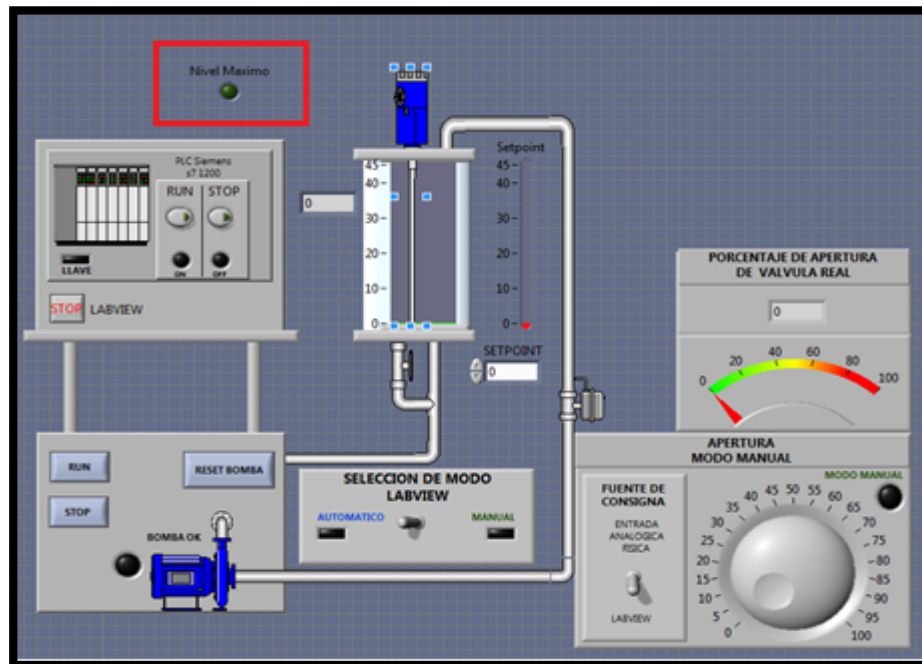 Nivel Maximo
PLC Siemens
s7 1200
RUN STOP
ON OFF
LLAVE
STOP LABVIEW
0
45
40
30
20
10
0
Setpoint
45
40
30
20
10
0
SETPOINT
0
PORCENTAJE DE APERTURA
DE VALVULA REAL
0
0 20 40 60 80 100
RUN
RESET BOMBA
STOP
BOMBA OK
SELECCION DE MODO
LABVIEW
AUTOMATICO MANUAL
APERTURA
MODO MANUAL
FUENTE DE
CONSIGNA
ENTRADA
ANALOGICA
FISICA
LABVIEW
MODO MANUAL
0 5 10 15 20 25 30 35 40 45 50 55 60 65 70 75 80 85 90 95 100